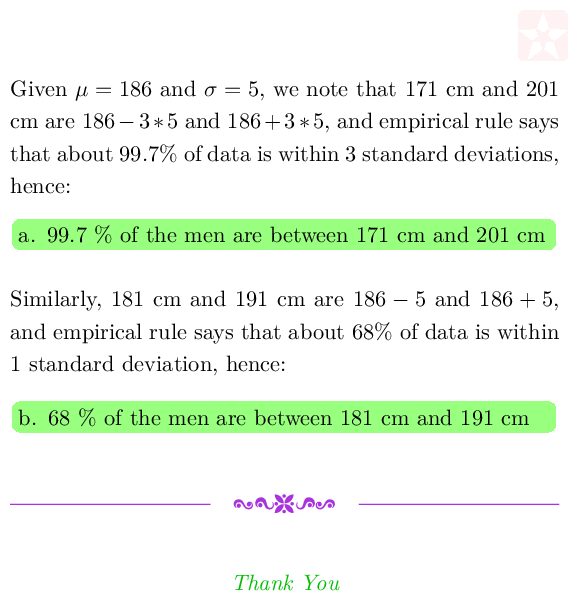 Given μ = 186 and σ = 5, we note that 171 cm and 201
cm are 186 − 3 ∗ 5 and 186 + 3 ∗ 5, and empirical rule says
that about 99.7% of data is within 3 standard deviations,
hence:
a. 99.7 % of the men are between 171 cm and 201 cm
Similarly, 181 cm and 191 cm are 186 − 5 and 186 + 5,
and empirical rule says that about 68% of data is within
1 standard deviation, hence:
b. 68 % of the men are between 181 cm and 191 cm
Thank You